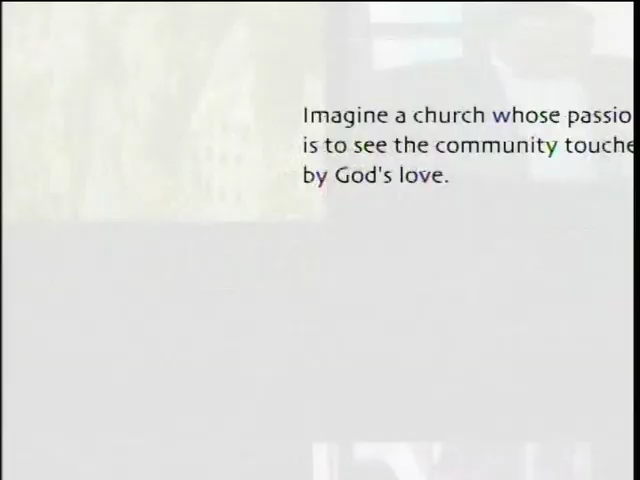 Imagine a church whose passio
is to see the community touche
by God's love.